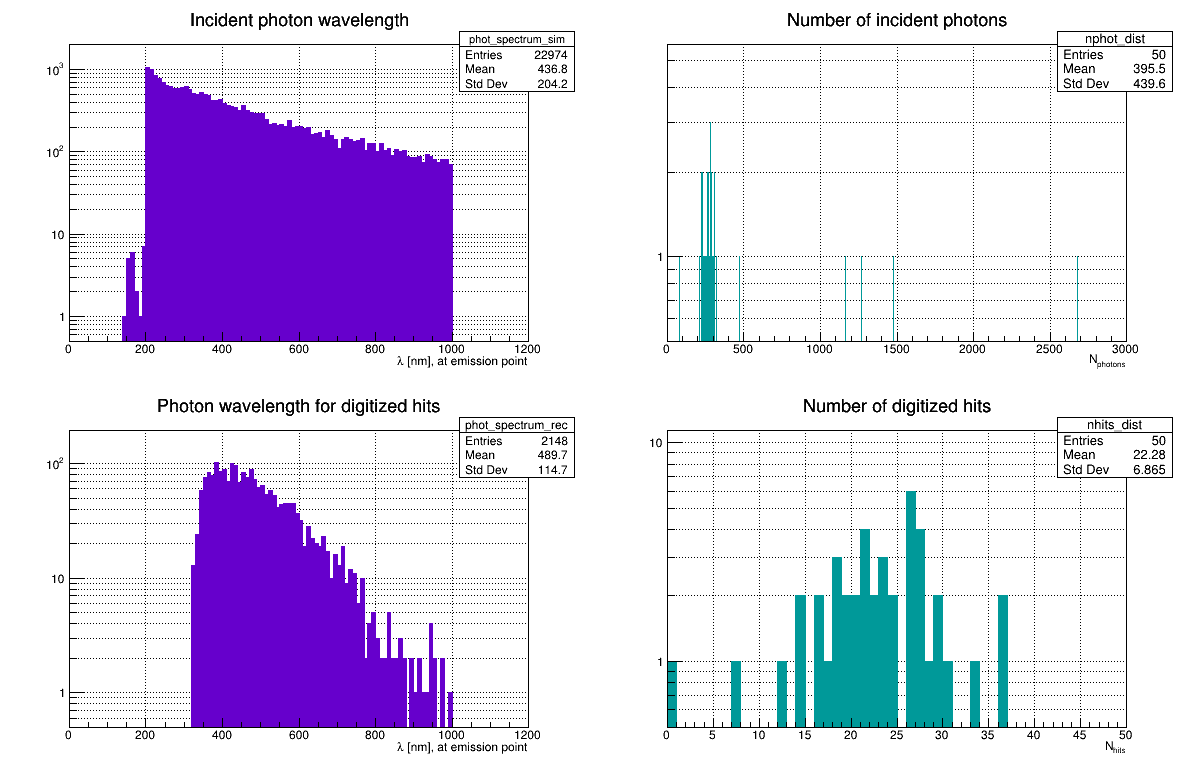 Incident photon wavelength
phot_spectrum_sim
Entries 22974
Mean 436.8
Std Dev 204.2
10³
10²
10
1
0 200 400 600 800 1000 1200
λ [nm], at emission point
Number of incident photons
nphot_dist
Entries 50
Mean 395.5
Std Dev 439.6
1
0 500 1000 1500 2000 2500 3000
Nphotons
Photon wavelength for digitized hits
phot_spectrum_rec
Entries 2148
Mean 489.7
Std Dev 114.7
10²
10
1
0 200 400 600 800 1000 1200
λ [nm], at emission point
Number of digitized hits
nhits_dist
Entries 50
Mean 22.28
Std Dev 6.865
10
1
0 5 10 15 20 25 30 35 40 45 50
Nhits